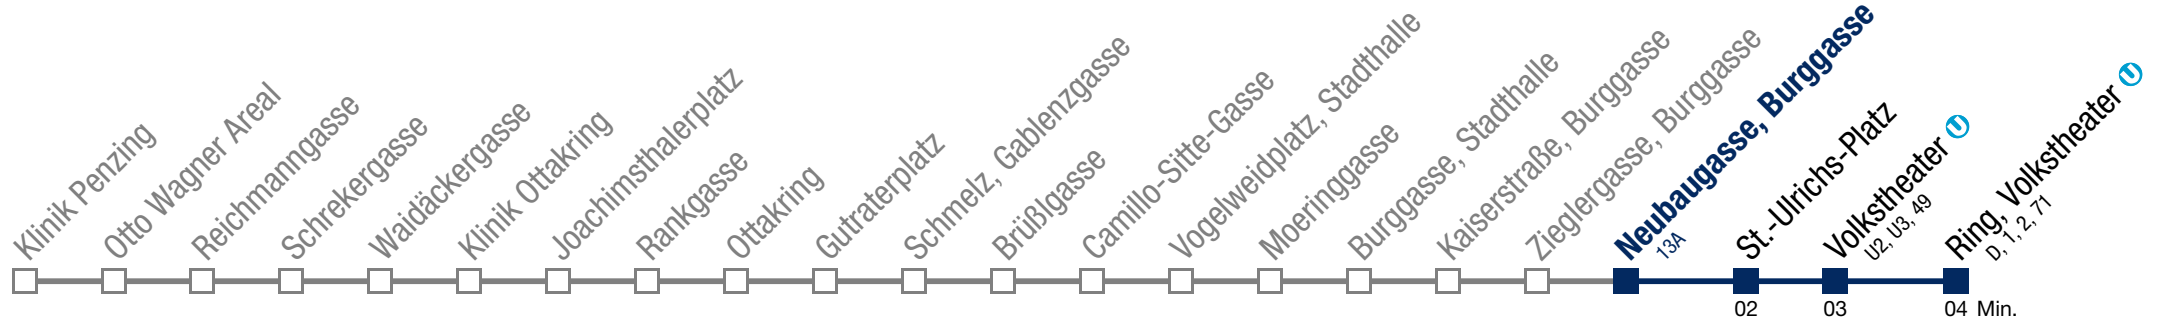 Klinik Penzing
Otto Wagner Areal
Reichmanngasse
Schrekergasse
Waidäckergasse
Klinik Ottakring
Joachimsthalerplatz
Rankgasse
Ottakring
Gutraterplatz
Schmelz, Gablenzgasse
Brüßlgasse
Camillo-Sitte-Gasse
Vogelweidplatz, Stadthalle
Moeringgasse
Burggasse, Stadthalle
Kaiserstraße, Burggasse
Zieglergasse, Burggasse
Neubaugasse, Burggasse
13A
St.-Ulrichs-Platz
Volkstheater U
U2, U3, 49
Ring, Volkstheater U
D, 1, 2, 71
02
03
04 Min.